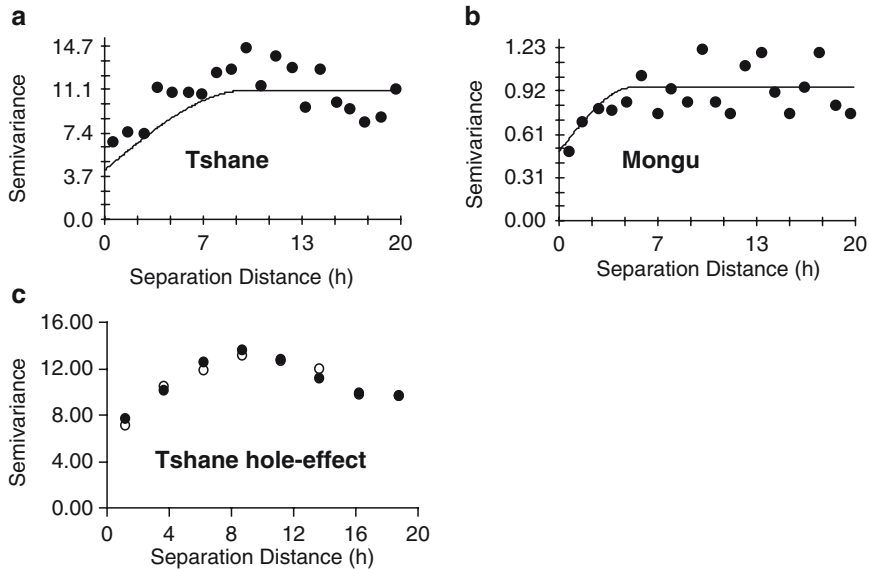 a
14.7
11.1
7.4
3.7
0.0
Semivariance
Tshane
0 7 13 20
Separation Distance (h)
b
1.23
0.92
0.61
0.31
0.00
Semivariance
Mongu
0 7 13 20
Separation Distance (h)
c
16.00
12.00
8.00
4.00
0.00
Semivariance
Tshane hole-effect
0 4 8 12 16 20
Separation Distance (h)